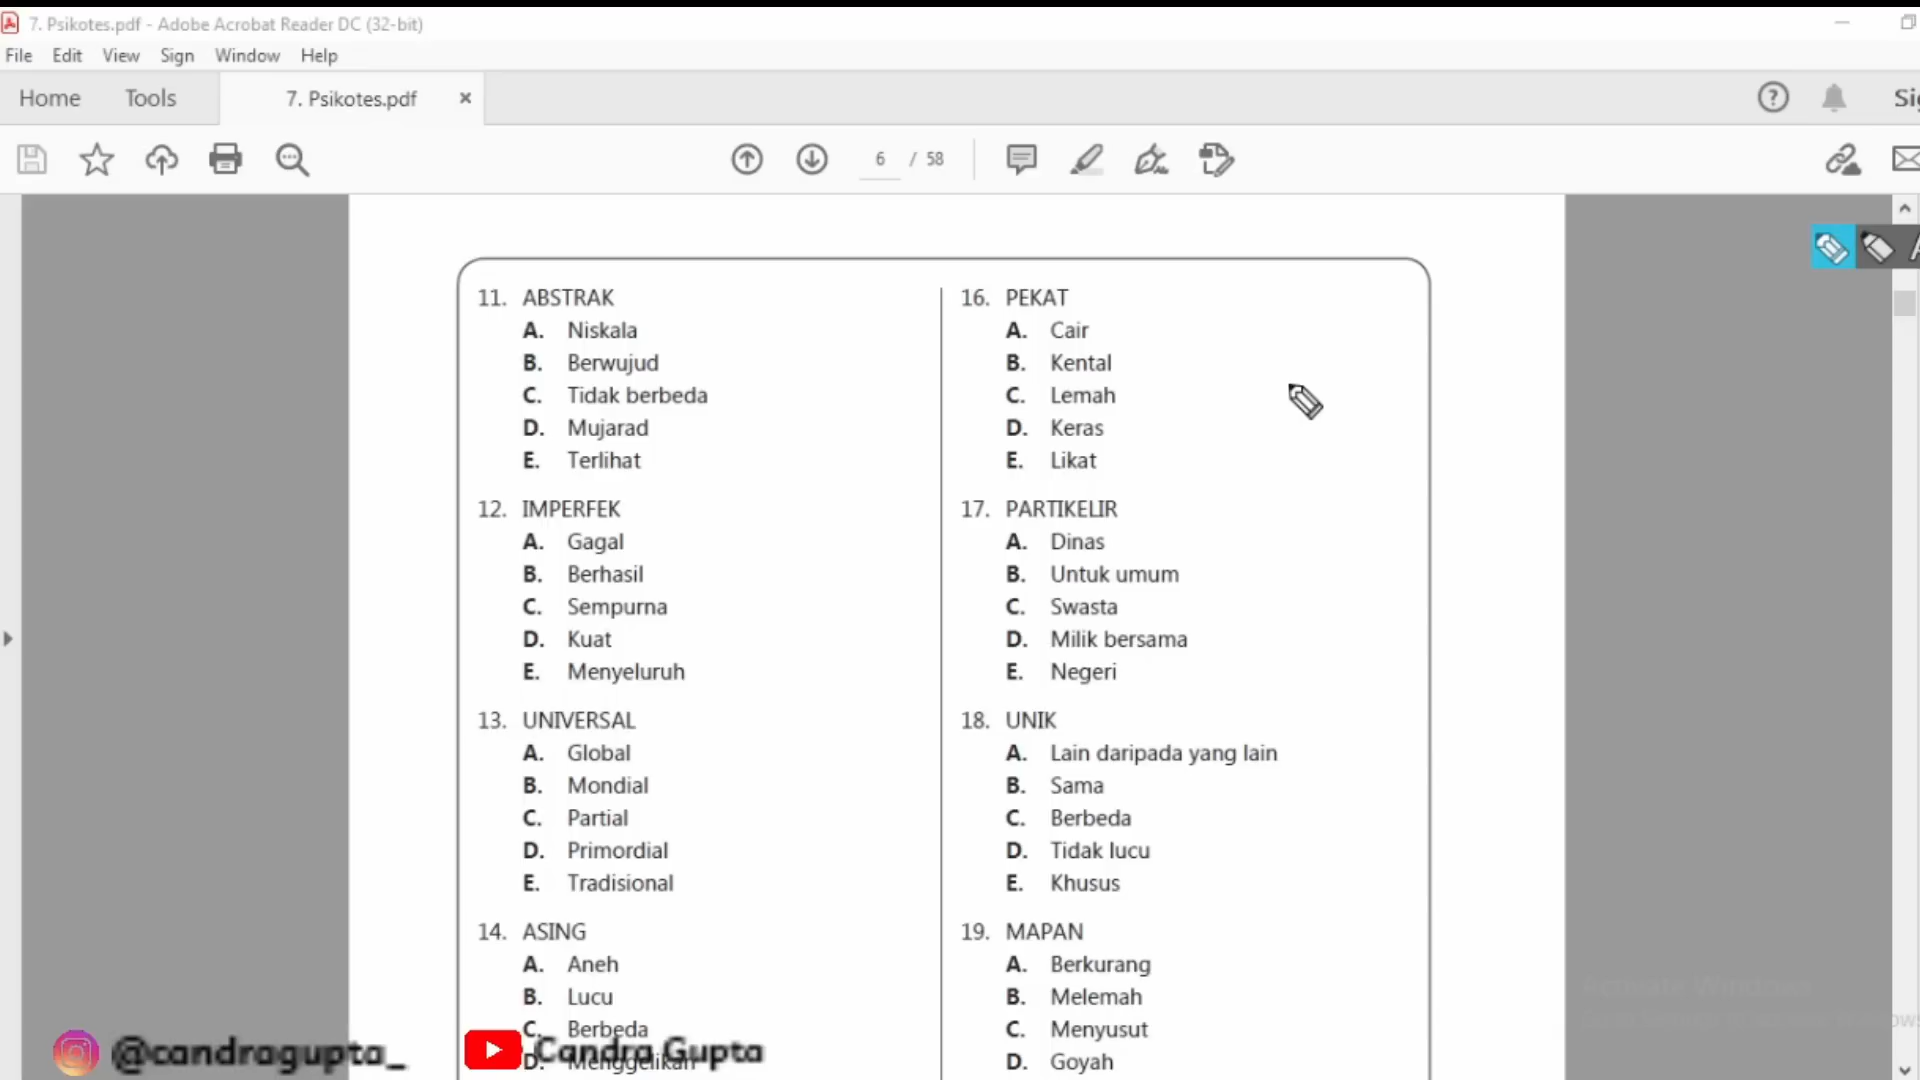 7. Psikotes.pdf - Adobe Acrobat Reader DC (32-bit)
File Edit View Sign Window Help
Home Tools 7. Psikotes.pdf
6 / 58
11. ABSTRAK
A. Niskala
B. Berwujud
C. Tidak berbeda
D. Mujarad
E. Terlihat
12. IMPERFEK
A. Gagal
B. Berhasil
C. Sempurna
D. Kuat
E. Menyeluruh
13. UNIVERSAL
A. Global
B. Mondial
C. Partial
D. Primordial
E. Tradisional
14. ASING
A. Aneh
B. Lucu
C. Berbeda
D. Menggelikan
16. PEKAT
A. Cair
B. Kental
C. Lemah
D. Keras
E. Likat
17. PARTIKELIR
A. Dinas
B. Untuk umum
C. Swasta
D. Milik bersama
E. Negeri
18. UNIK
A. Lain daripada yang lain
B. Sama
C. Berbeda
D. Tidak lucu
E. Khusus
19. MAPAN
A. Berkurang
B. Melemah
C. Menyusut
D. Goyah
@candragupta_
Candra Gupta